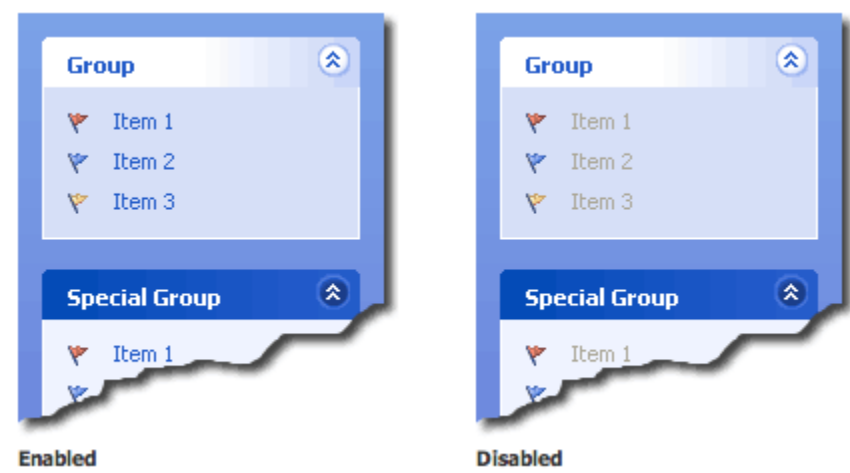 Group
Item 1
Item 2
Item 3
Special Group
Item 1
Enabled
Group
Item 1
Item 2
Item 3
Special Group
Item 1
Disabled